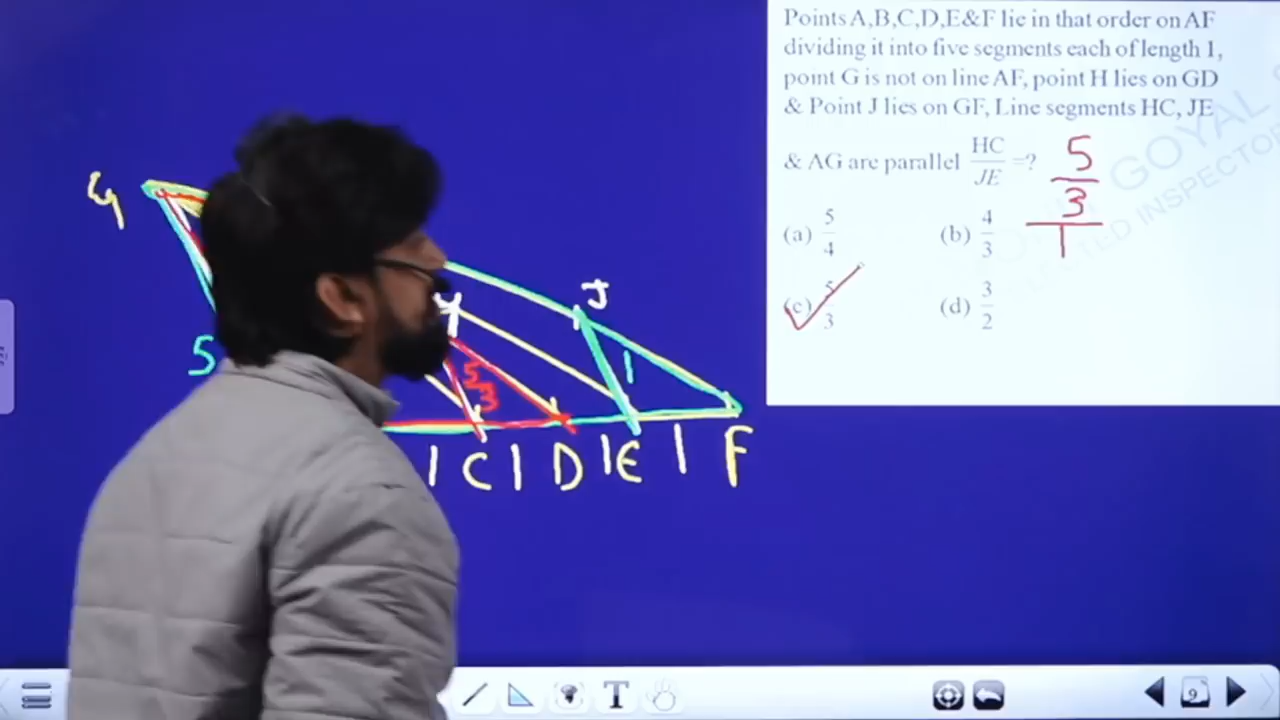 Points A,B,C,D,E&F lie in that order on AF
dividing it into five segments each of length 1,
point G is not on line AF, point H lies on GD
& Point J lies on GF, Line segments HC, JE
& AG are parallel HC/JE =?
5
3
1
(a) 5/4
(b) 4/3
(c) 5/3
(d) 3/2
G
J
5
5
3
1
1 C 1 D 1 E 1 F
T
9
GOYAL